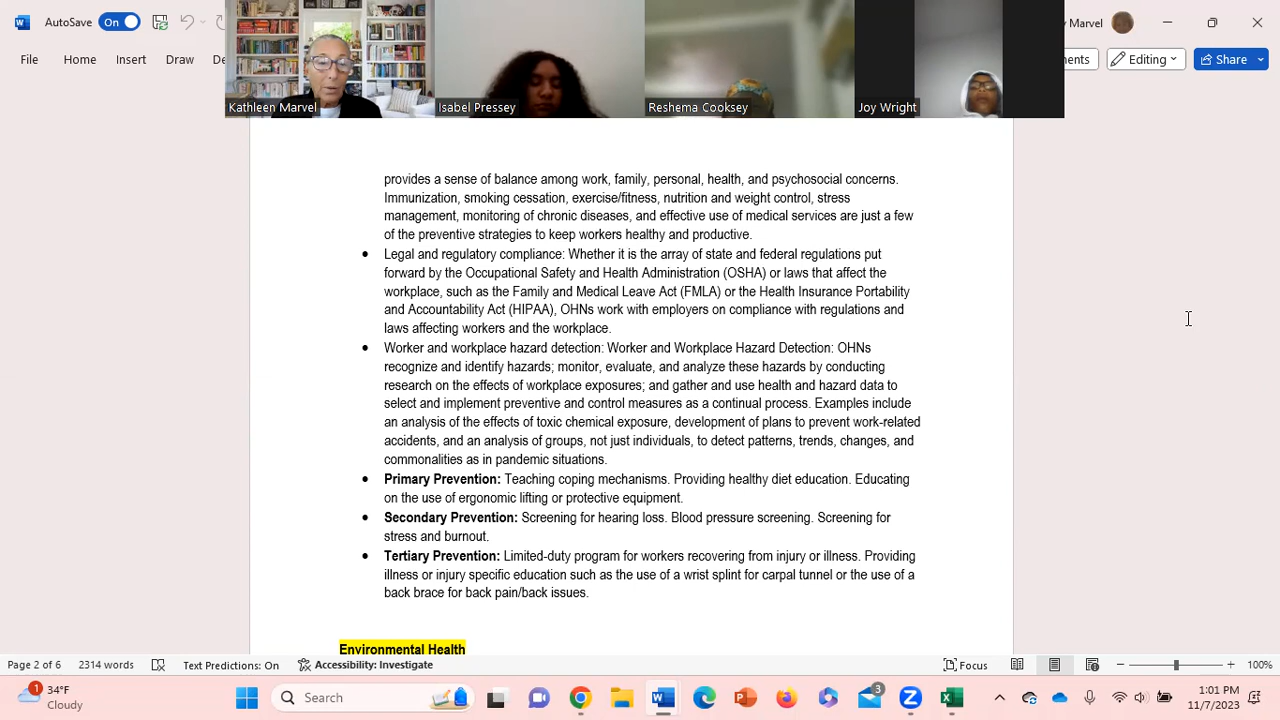 AutoSave
On
y Marvel
File
Home
Insert
Draw
De
ments
Editing
Share
Kathleen Marvel
Isabel Pressey
Reshema Cooksey
Joy Wright
provides a sense of balance among work, family, personal, health, and psychosocial concerns.
Immunization, smoking cessation, exercise/fitness, nutrition and weight control, stress
management, monitoring of chronic diseases, and effective use of medical services are just a few
of the preventive strategies to keep workers healthy and productive.
● Legal and regulatory compliance: Whether it is the array of state and federal regulations put
forward by the Occupational Safety and Health Administration (OSHA) or laws that affect the
workplace, such as the Family and Medical Leave Act (FMLA) or the Health Insurance Portability
and Accountability Act (HIPAA), OHNs work with employers on compliance with regulations and
laws affecting workers and the workplace.
● Worker and workplace hazard detection: Worker and Workplace Hazard Detection: OHNs
recognize and identify hazards; monitor, evaluate, and analyze these hazards by conducting
research on the effects of workplace exposures; and gather and use health and hazard data to
select and implement preventive and control measures as a continual process. Examples include
an analysis of the effects of toxic chemical exposure, development of plans to prevent work-related
accidents, and an analysis of groups, not just individuals, to detect patterns, trends, changes, and
commonalities as in pandemic situations.
● Primary Prevention: Teaching coping mechanisms. Providing healthy diet education. Educating
on the use of ergonomic lifting or protective equipment.
● Secondary Prevention: Screening for hearing loss. Blood pressure screening. Screening for
stress and burnout.
● Tertiary Prevention: Limited-duty program for workers recovering from injury or illness. Providing
illness or injury specific education such as the use of a wrist splint for carpal tunnel or the use of a
back brace for back pain/back issues.
Environmental Health
Page 2 of 6
2314 words
Text Predictions: On
Accessibility: Investigate
Focus
100%
1
34°F
Cloudy
Search
3
1:01 PM
11/7/2023